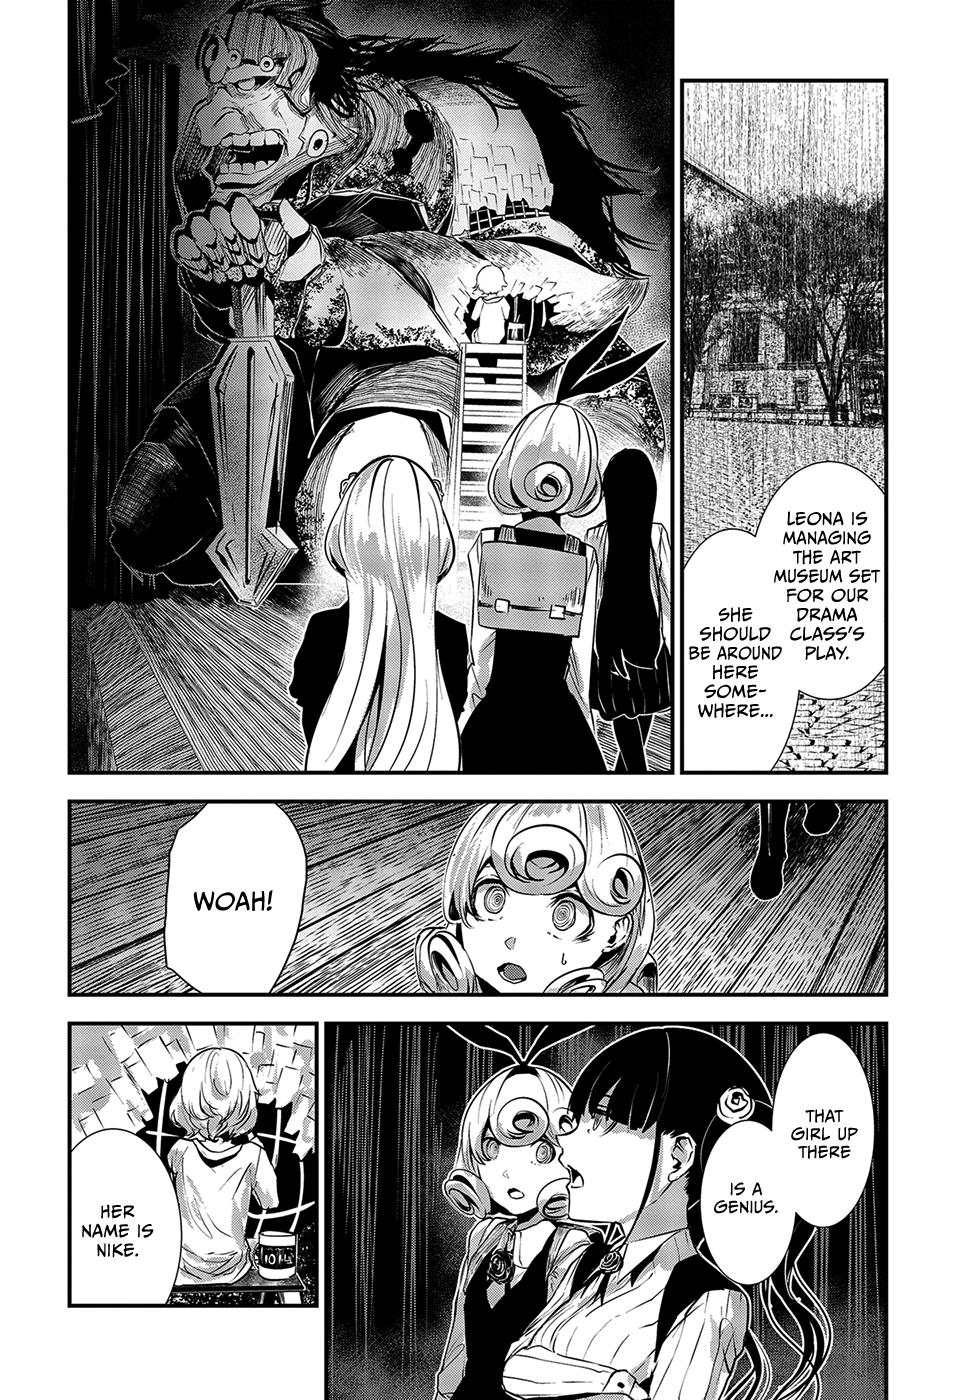 LEONA IS
MANAGING
THE ART
MUSEUM SET
FOR OUR
DRAMA
CLASS'S
PLAY.
SHE
SHOULD
BE AROUND
HERE
SOME-
WHERE...
WOAH!
THAT
GIRL UP
THERE
IS A
GENIUS.
HER
NAME IS
NIKE.